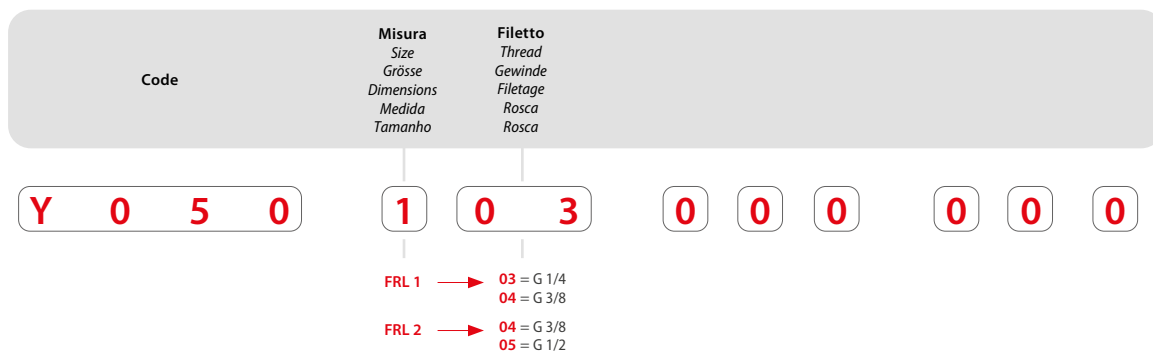 Code
Misura
Size
Grösse
Dimensions
Medida
Tamanho
Filetto
Thread
Gewinde
Filetage
Rosca
Rosca
Y 0 5 0 1 0 3 0 0 0 0 0 0
FRL 1 03 = G 1/4
04 = G 3/8
FRL 2 04 = G 3/8
05 = G 1/2